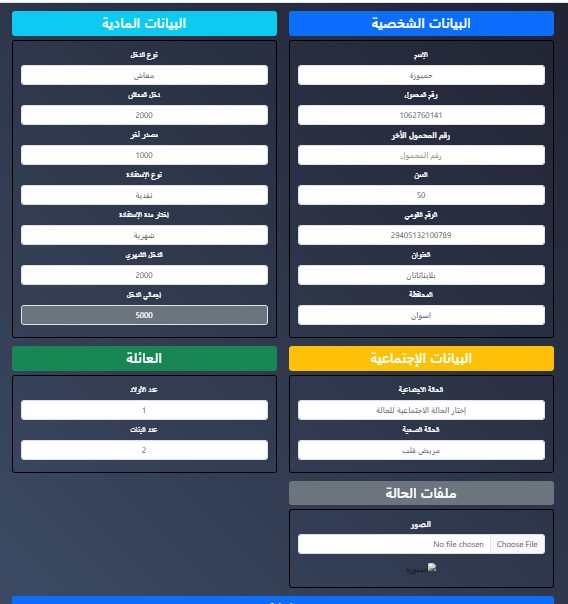 البيانات الشخصية
الإسم
حمبوزة
رقم المحمول
1062760141
رقم المحمول الأخر
رقم المحمول
السن
50
الرقم القومي
29405132100789
العنوان
بلابناتاتان
المحافظة
اسوان
البيانات المادية
نوع الدخل
معاش
دخل المعاش
2000
مصدر أخر
1000
نوع الإستفادة
نقدية
إختار مدة الإستفادة
شهرية
الدخل الشهري
2000
إجمالي الدخل
5000
البيانات الإجتماعية
الحالة الاجتماعية
إختار الحالة الاجتماعية للحالة
الحالة الصحية
مريض قلب
العائلة
عدد الأولاد
1
عدد البنات
2
ملفات الحالة
الصور
Choose File No file chosen
حمبوزة